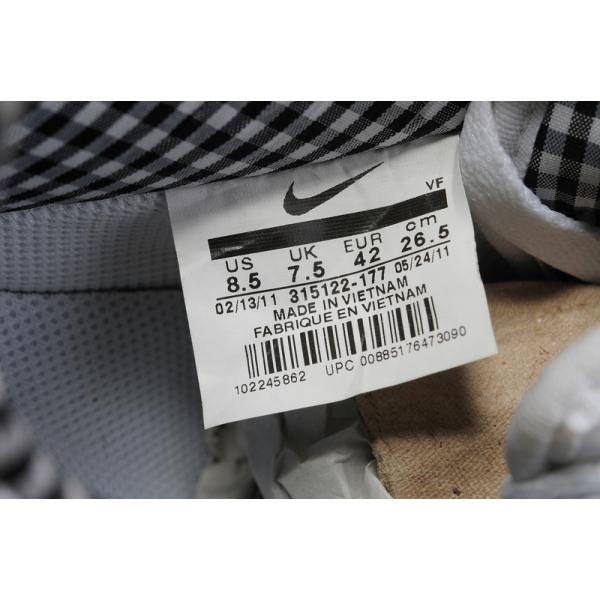 VF
US UK EUR cm
8.5 7.5 42 26.5
02/13/11 315122-177 05/24/11
MADE IN VIETNAM
FABRIQUE EN VIETNAM
102245862 UPC 00885176473090